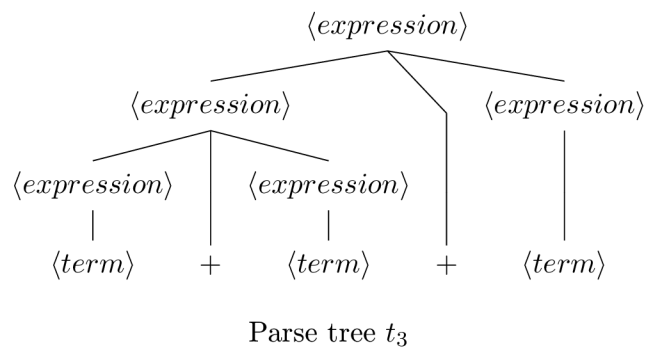 ⟨expression⟩
⟨expression⟩ ⟨expression⟩
⟨expression⟩ ⟨expression⟩
⟨term⟩ + ⟨term⟩ + ⟨term⟩
Parse tree t₃